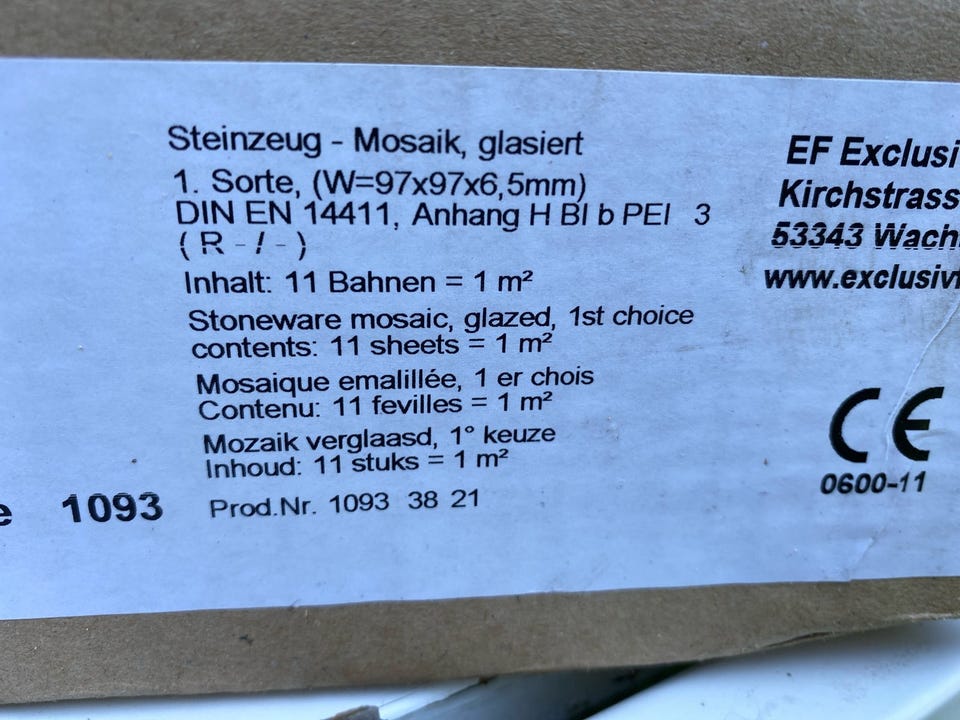 Steinzeug - Mosaik, glasiert
1. Sorte, (W=97x97x6,5mm)
DIN EN 14411, Anhang H BI b PEI 3
( R - / - )
Inhalt: 11 Bahnen = 1 m²
Stoneware mosaic, glazed, 1st choice
contents: 11 sheets = 1 m²
Mosaique emalillée, 1 er chois
Contenu: 11 fevilles = 1 m²
Mozaik verglaasd, 1° keuze
Inhoud: 11 stuks = 1 m²
e 1093
Prod.Nr. 1093 38 21
EF Exclusi
Kirchstrass
53343 Wach
www.exclusivf
CE
0600-11